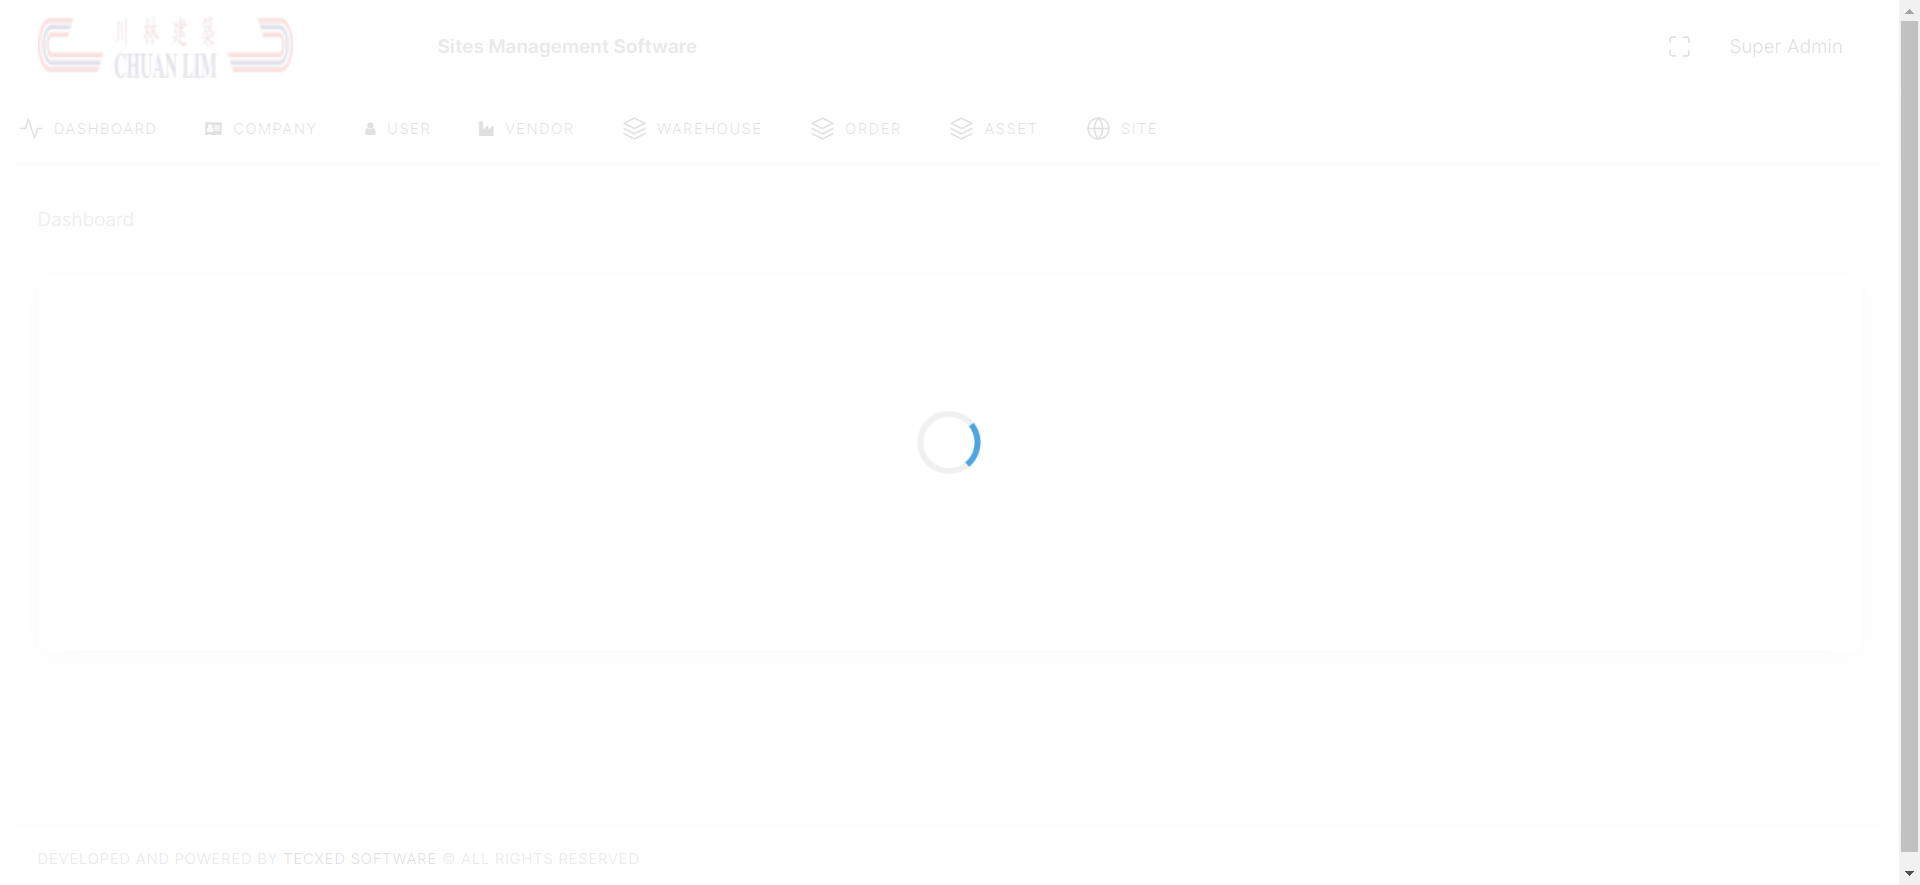 川林建築
CHUAN LIM
Sites Management Software
Super Admin
DASHBOARD
COMPANY
USER
VENDOR
WAREHOUSE
ORDER
ASSET
SITE
Dashboard
DEVELOPED AND POWERED BY TECXED SOFTWARE © ALL RIGHTS RESERVED